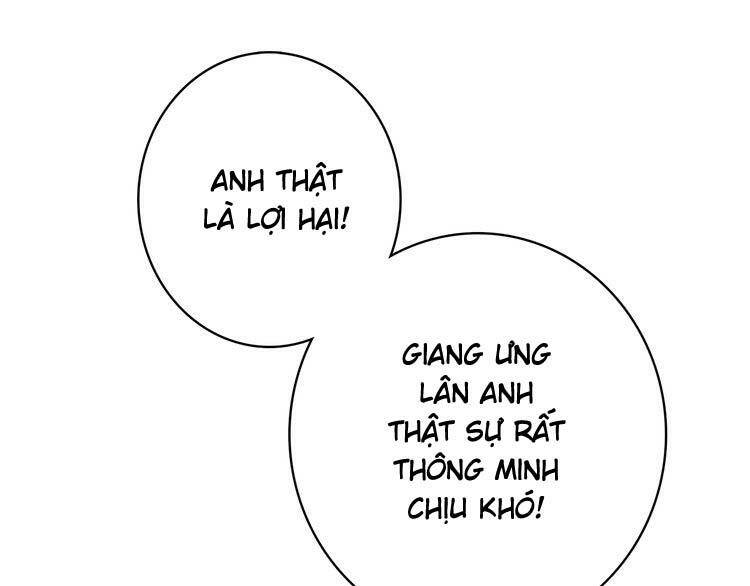 ANH THẬT
LÀ LỢI HẠI!
GIANG ƯNG
LÂN ANH
THẬT SỰ RẤT
THÔNG MINH
CHỊU KHÓ!